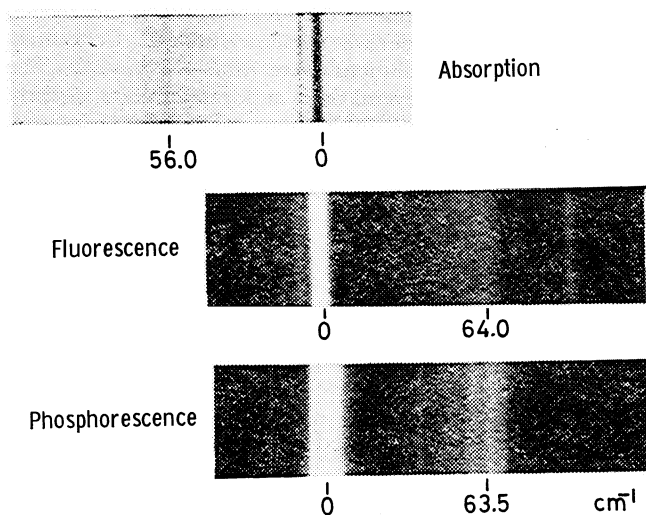 Absorption
56.0 0
Fluorescence
0 64.0
Phosphorescence
0 63.5 cm⁻¹